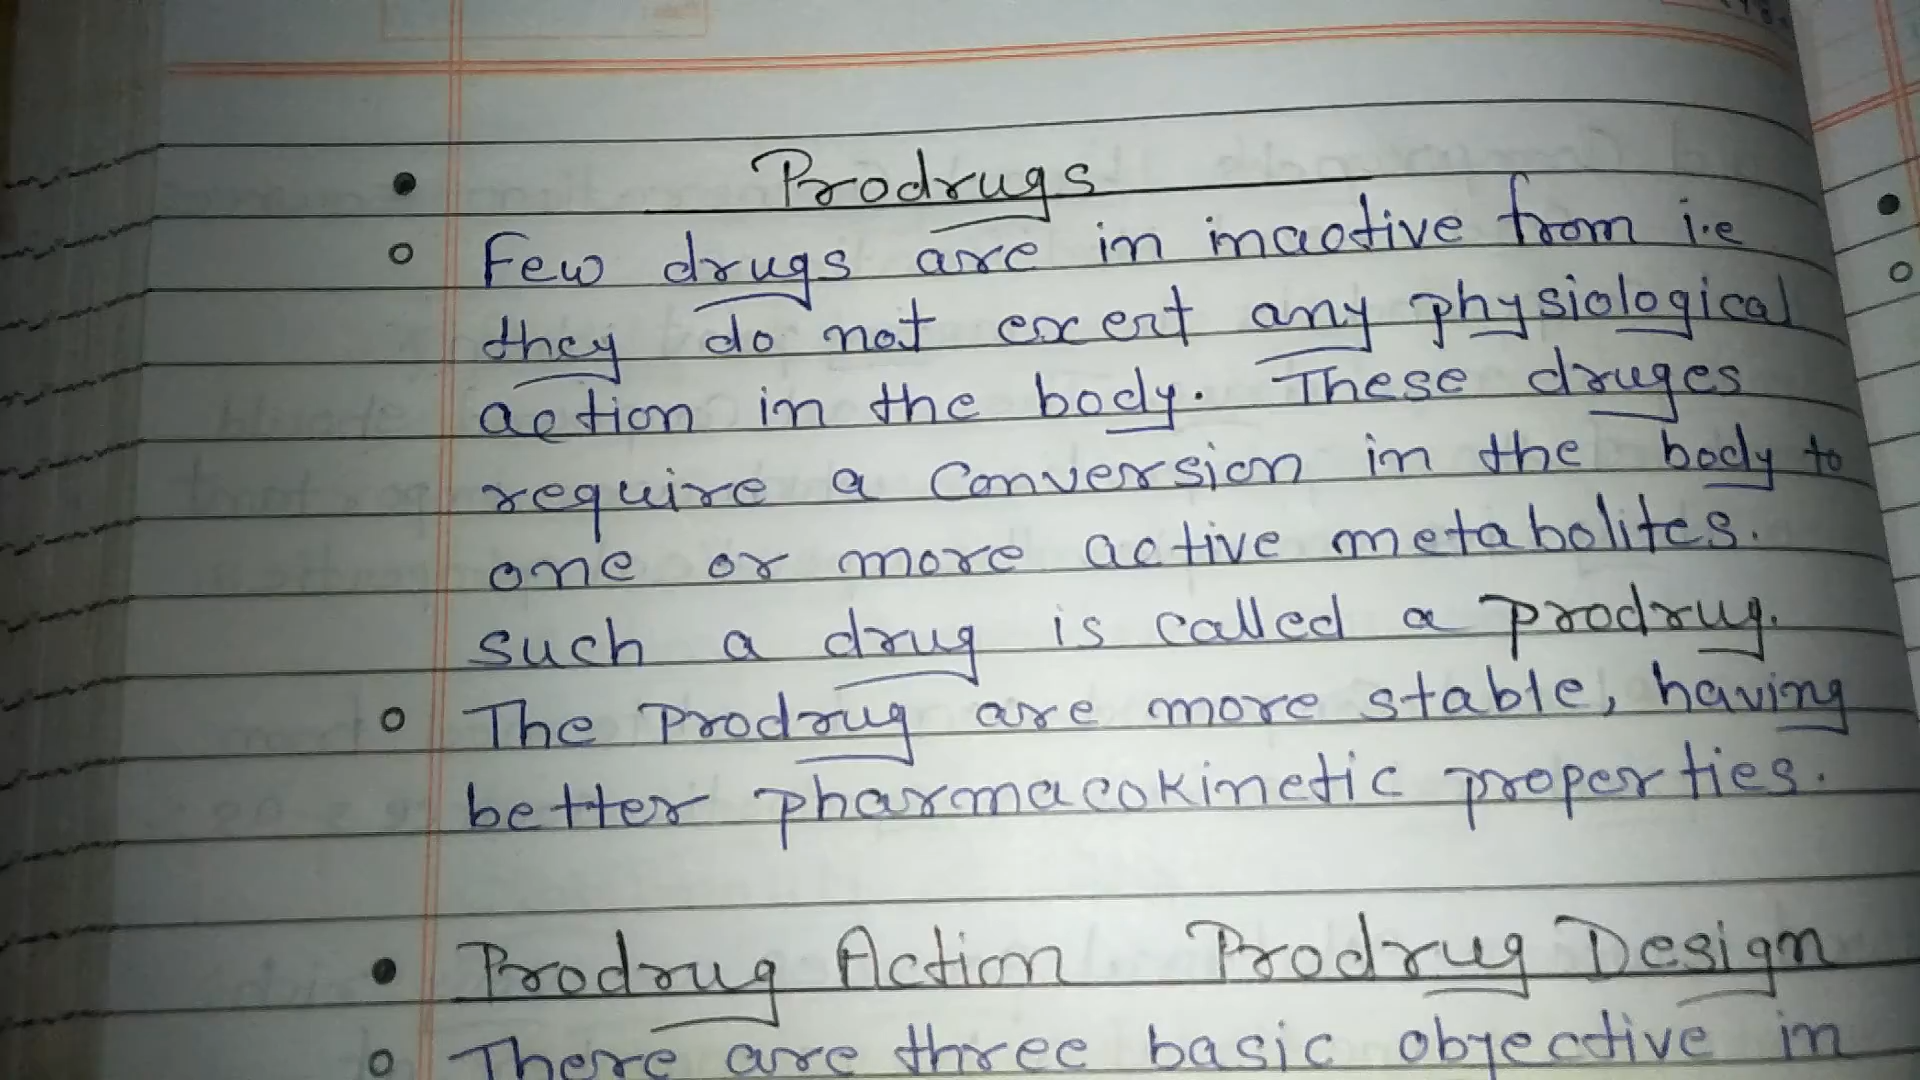 • Prodrugs
o Few drugs are in inactive from i.e
they do not excert any physiological
action in the body. These druges
require a Conversion in the body to
one or more active metabolites.
such a drug is called a prodrug.
o The Prodrug are more stable, having
better pharmacokinetic properties.
• Prodrug Action Prodrug Design
o There are three basic objective in